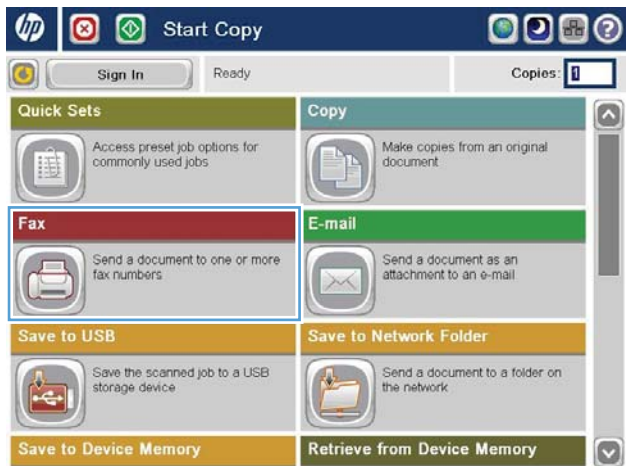 hp Start Copy
Sign In Ready Copies: 1
Quick Sets
Access preset job options for
commonly used jobs
Copy
Make copies from an original
document
Fax
Send a document to one or more
fax numbers
E-mail
Send a document as an
attachment to an e-mail
Save to USB
Save the scanned job to a USB
storage device
Save to Network Folder
Send a document to a folder on
the network
Save to Device Memory
Retrieve from Device Memory